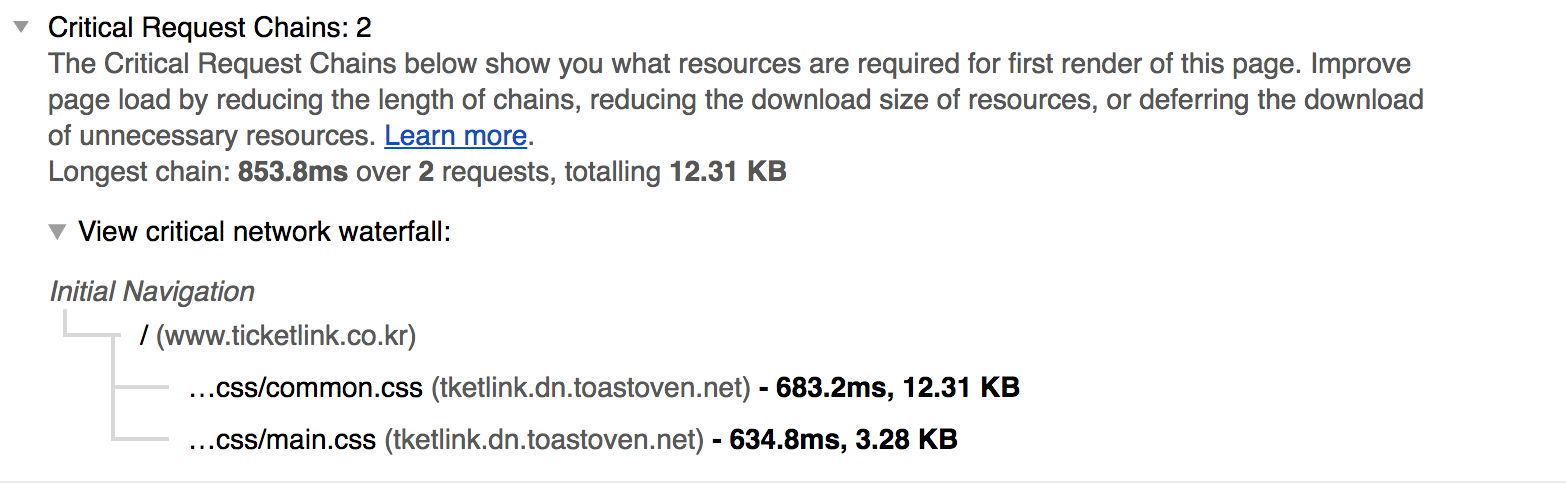 Critical Request Chains: 2
The Critical Request Chains below show you what resources are required for first render of this page. Improve
page load by reducing the length of chains, reducing the download size of resources, or deferring the download
of unnecessary resources. Learn more.
Longest chain: 853.8ms over 2 requests, totalling 12.31 KB
View critical network waterfall:
Initial Navigation
/ (www.ticketlink.co.kr)
…css/common.css (tketlink.dn.toastoven.net) - 683.2ms, 12.31 KB
…css/main.css (tketlink.dn.toastoven.net) - 634.8ms, 3.28 KB